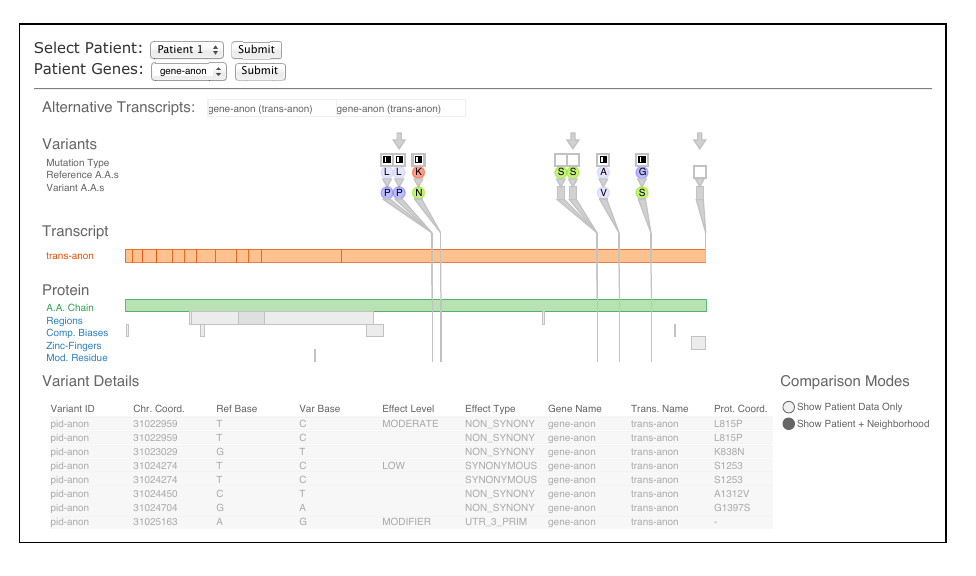 Select Patient: Patient 1 Submit
Patient Genes: gene-anon Submit
Alternative Transcripts: gene-anon (trans-anon) gene-anon (trans-anon)
Variants
Mutation Type
Reference A.A.s L L K S S A G
Variant A.A.s P P N V S
Transcript
trans-anon
Protein
A.A. Chain
Regions
Comp. Biases
Zinc-Fingers
Mod. Residue
Variant Details
Variant ID Chr. Coord. Ref Base Var Base Effect Level Effect Type Gene Name Trans. Name Prot. Coord.
pid-anon 31022959 T C MODERATE NON_SYNONY gene-anon trans-anon L815P
pid-anon 31022959 T C NON_SYNONY gene-anon trans-anon L815P
pid-anon 31023029 G T NON_SYNONY gene-anon trans-anon K838N
pid-anon 31024274 T C LOW SYNONYMOUS gene-anon trans-anon S1253
pid-anon 31024274 T C SYNONYMOUS gene-anon trans-anon S1253
pid-anon 31024450 C T NON_SYNONY gene-anon trans-anon A1312V
pid-anon 31024704 G A NON_SYNONY gene-anon trans-anon G1397S
pid-anon 31025163 A G MODIFIER UTR_3_PRIM gene-anon trans-anon -
Comparison Modes
Show Patient Data Only
Show Patient + Neighborhood